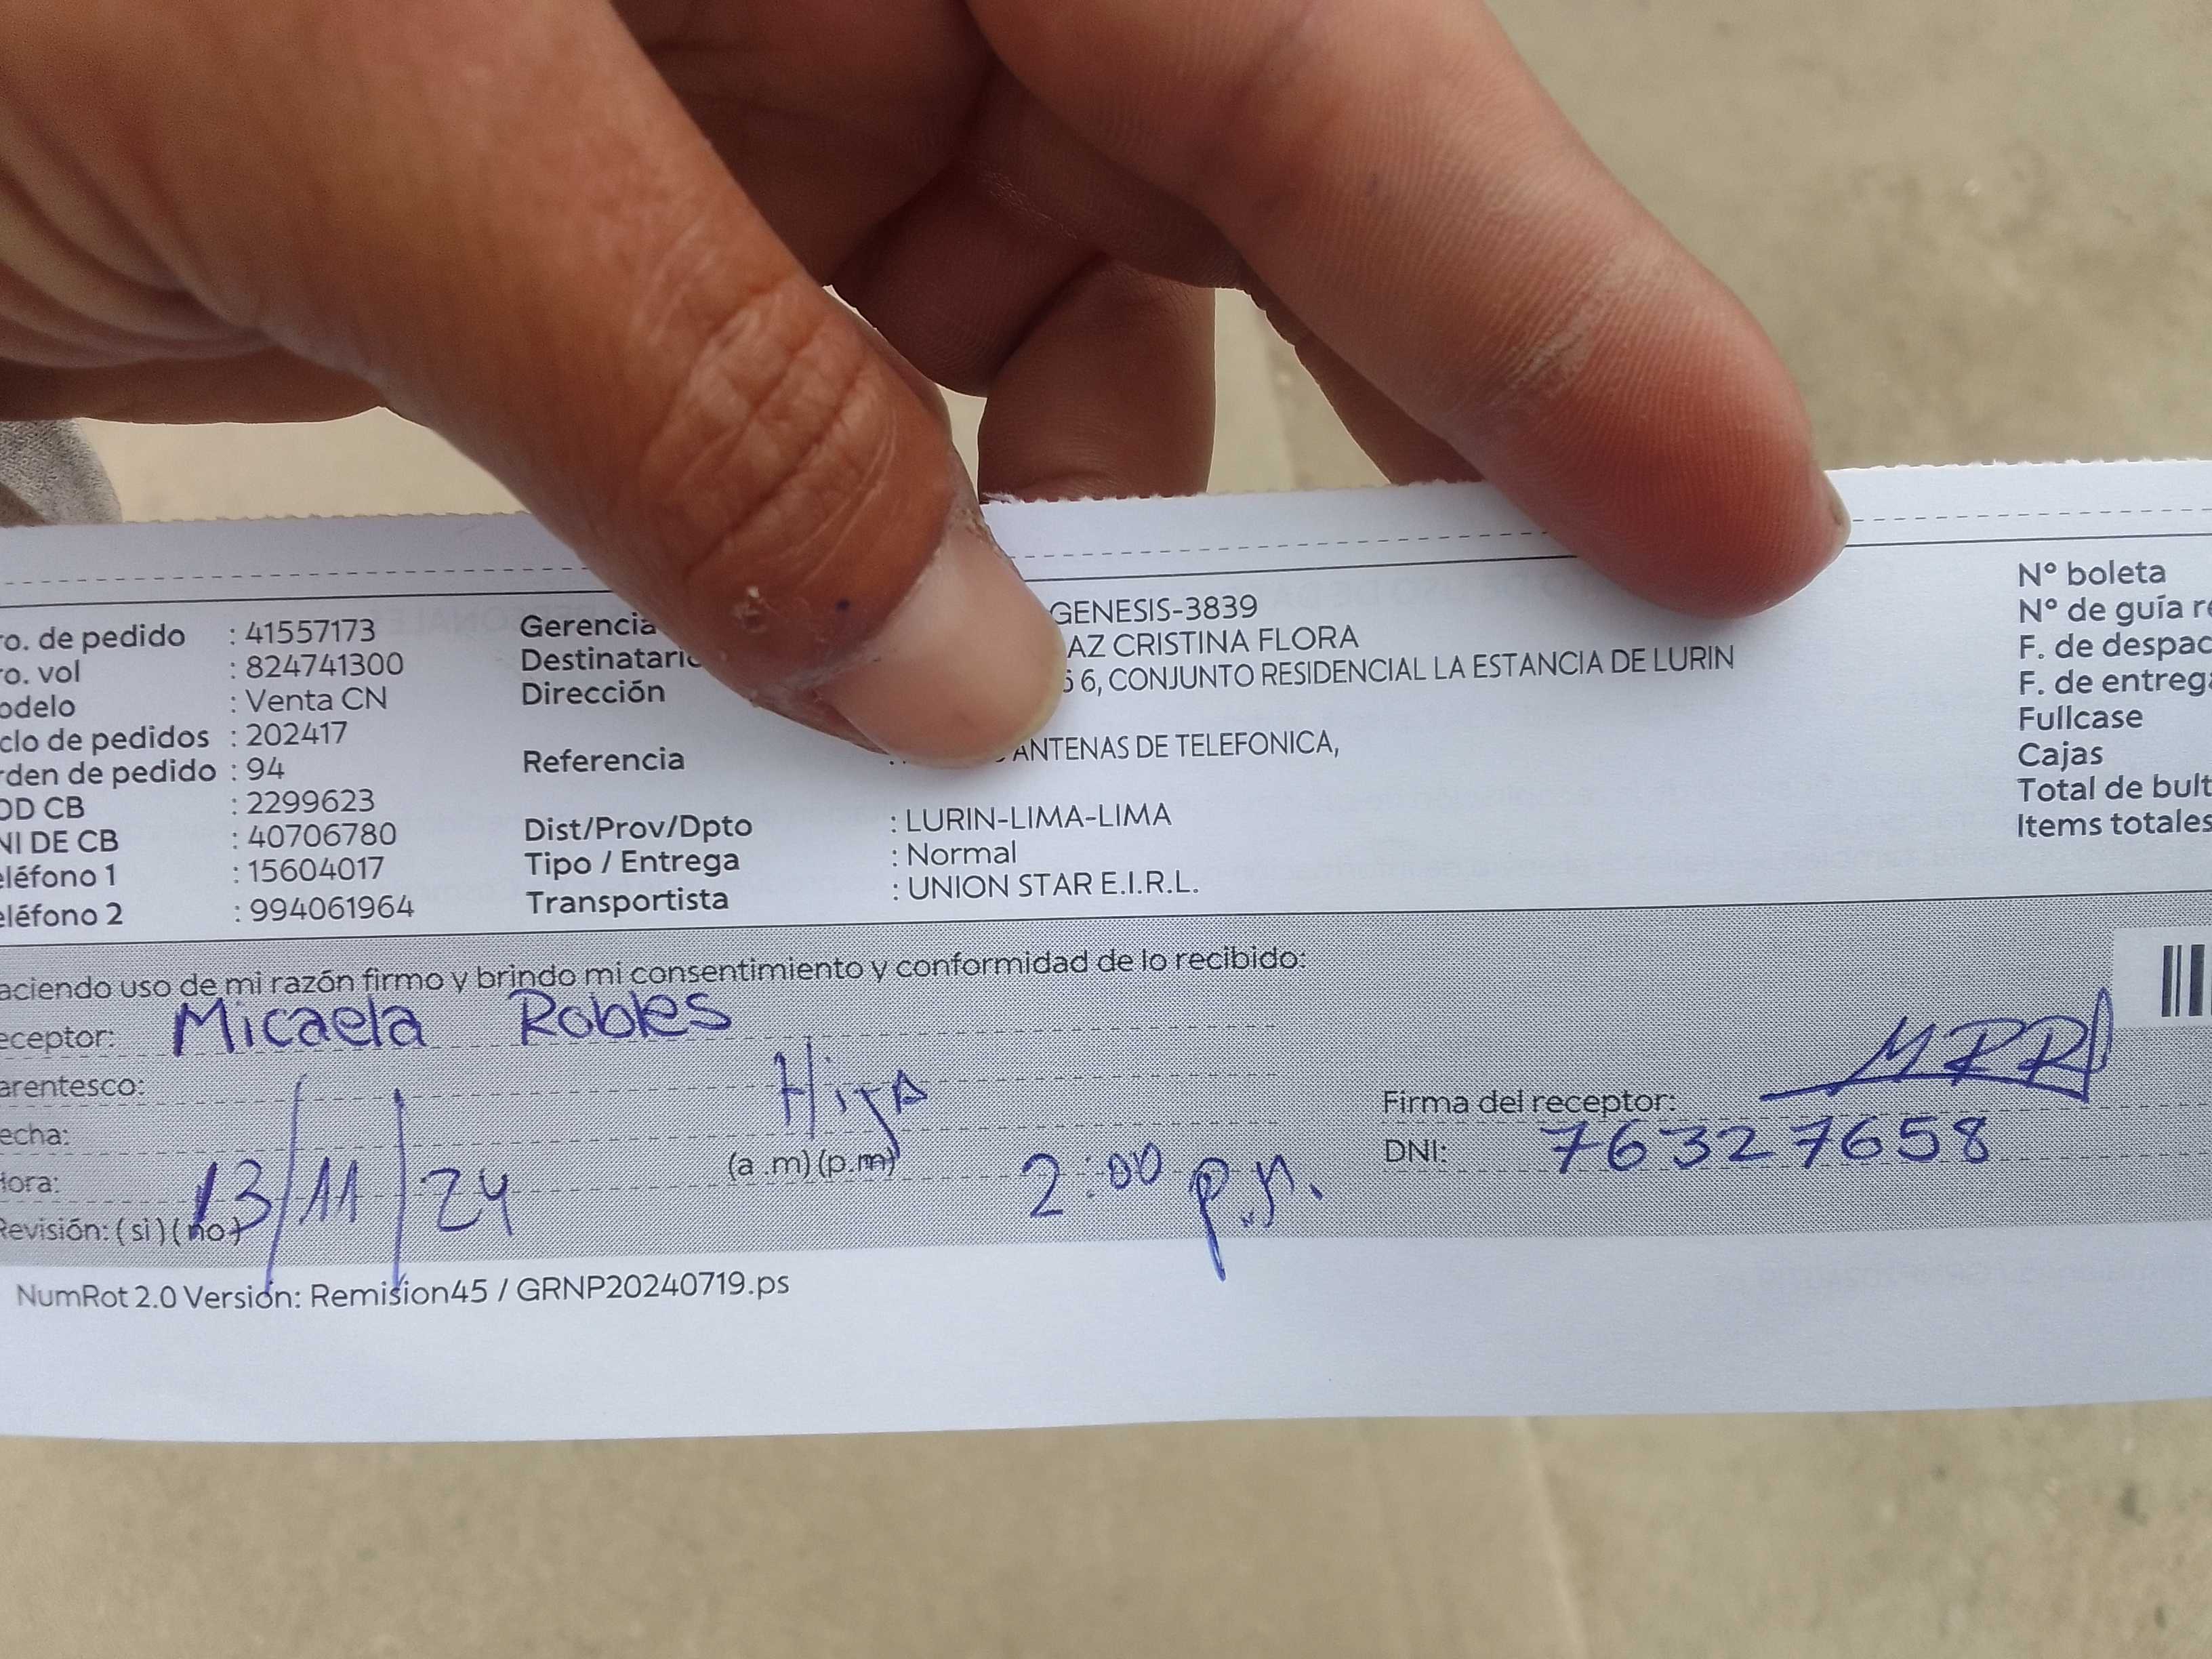 ro. de pedido : 41557173
ro. vol : 824741300
odelo : Venta CN
clo de pedidos : 202417
rden de pedido : 94
OD CB : 2299623
NI DE CB : 40706780
eléfono 1 : 15604017
eléfono 2 : 994061964
Gerencia GENESIS-3839
Destinatario AZ CRISTINA FLORA
Dirección 6, CONJUNTO RESIDENCIAL LA ESTANCIA DE LURIN
Referencia : ANTENAS DE TELEFONICA,
Dist/Prov/Dpto : LURIN-LIMA-LIMA
Tipo / Entrega : Normal
Transportista : UNION STAR E.I.R.L.
Nº boleta
Nº de guía re
F. de despac
F. de entrega
Fullcase
Cajas
Total de bult
Items totales
aciendo uso de mi razón firmo y brindo mi consentimiento y conformidad de lo recibido:
eceptor: Micaela Robles
arentesco: Hija
echa: 13/11/24
ora: (a .m) (p.m) 2:00 p.m.
Revisión: (si) (no)
Firma del receptor: MRR
DNI: 76327658
NumRot 2.0 Versión: Remision45 / GRNP20240719.ps